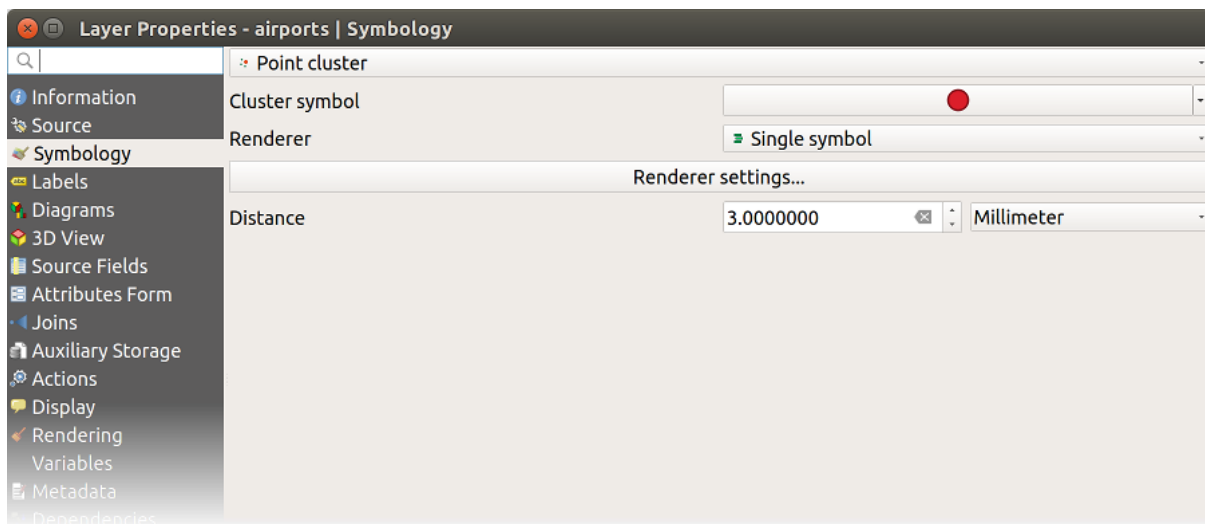 Layer Properties - airports | Symbology
Point cluster
Information
Cluster symbol
Source
Renderer
Single symbol
Symbology
Labels
Renderer settings...
Diagrams
Distance
3.0000000
Millimeter
3D View
Source Fields
Attributes Form
Joins
Auxiliary Storage
Actions
Display
Rendering
Variables
Metadata
Dependencies